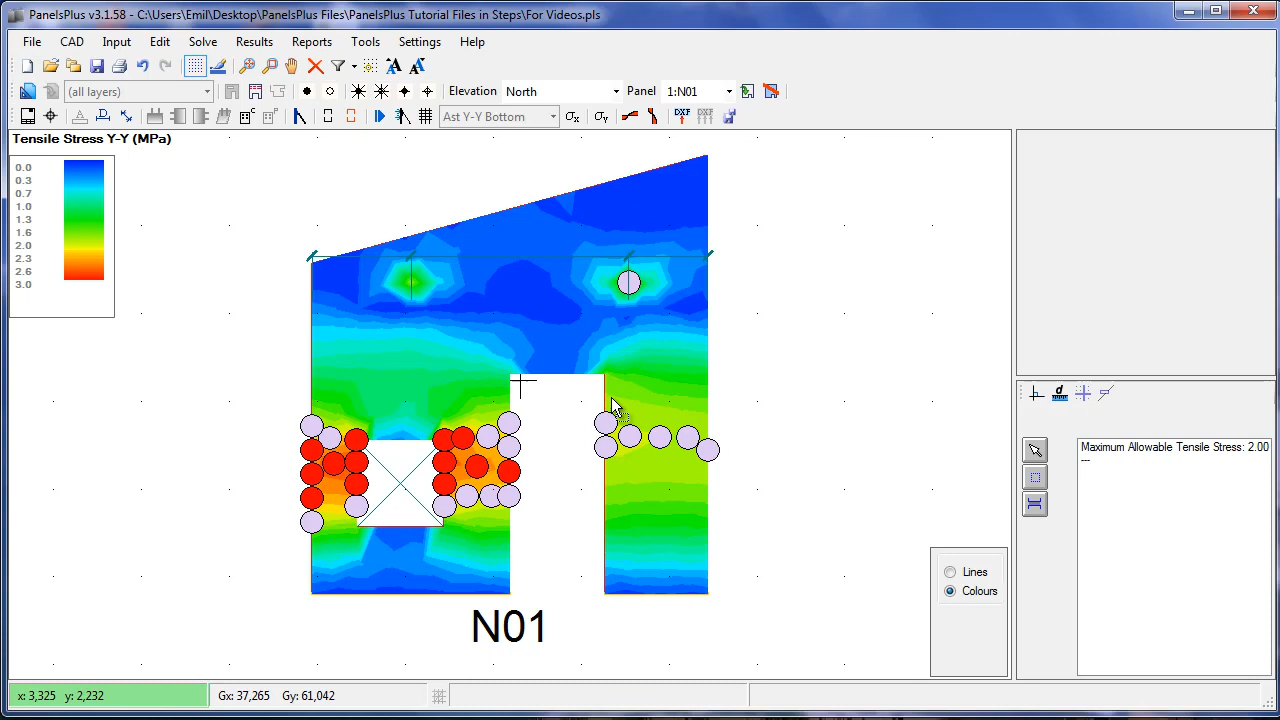 PanelsPlus v3.1.58 - C:\Users\Emil\Desktop\PanelsPlus Files\PanelsPlus Tutorial Files in Steps\For Videos.pls
File CAD Input Edit Solve Results Reports Tools Settings Help
(all layers) Elevation North Panel 1:N01
Ast Y-Y Bottom σx σy DXF DXF
Tensile Stress Y-Y (MPa)
0.0
0.3
0.7
1.0
1.3
1.6
2.0
2.3
2.6
3.0
d
Maximum Allowable Tensile Stress: 2.00
---
Lines
Colours
N01
x: 3,325 y: 2,232 Gx: 37,265 Gy: 61,042